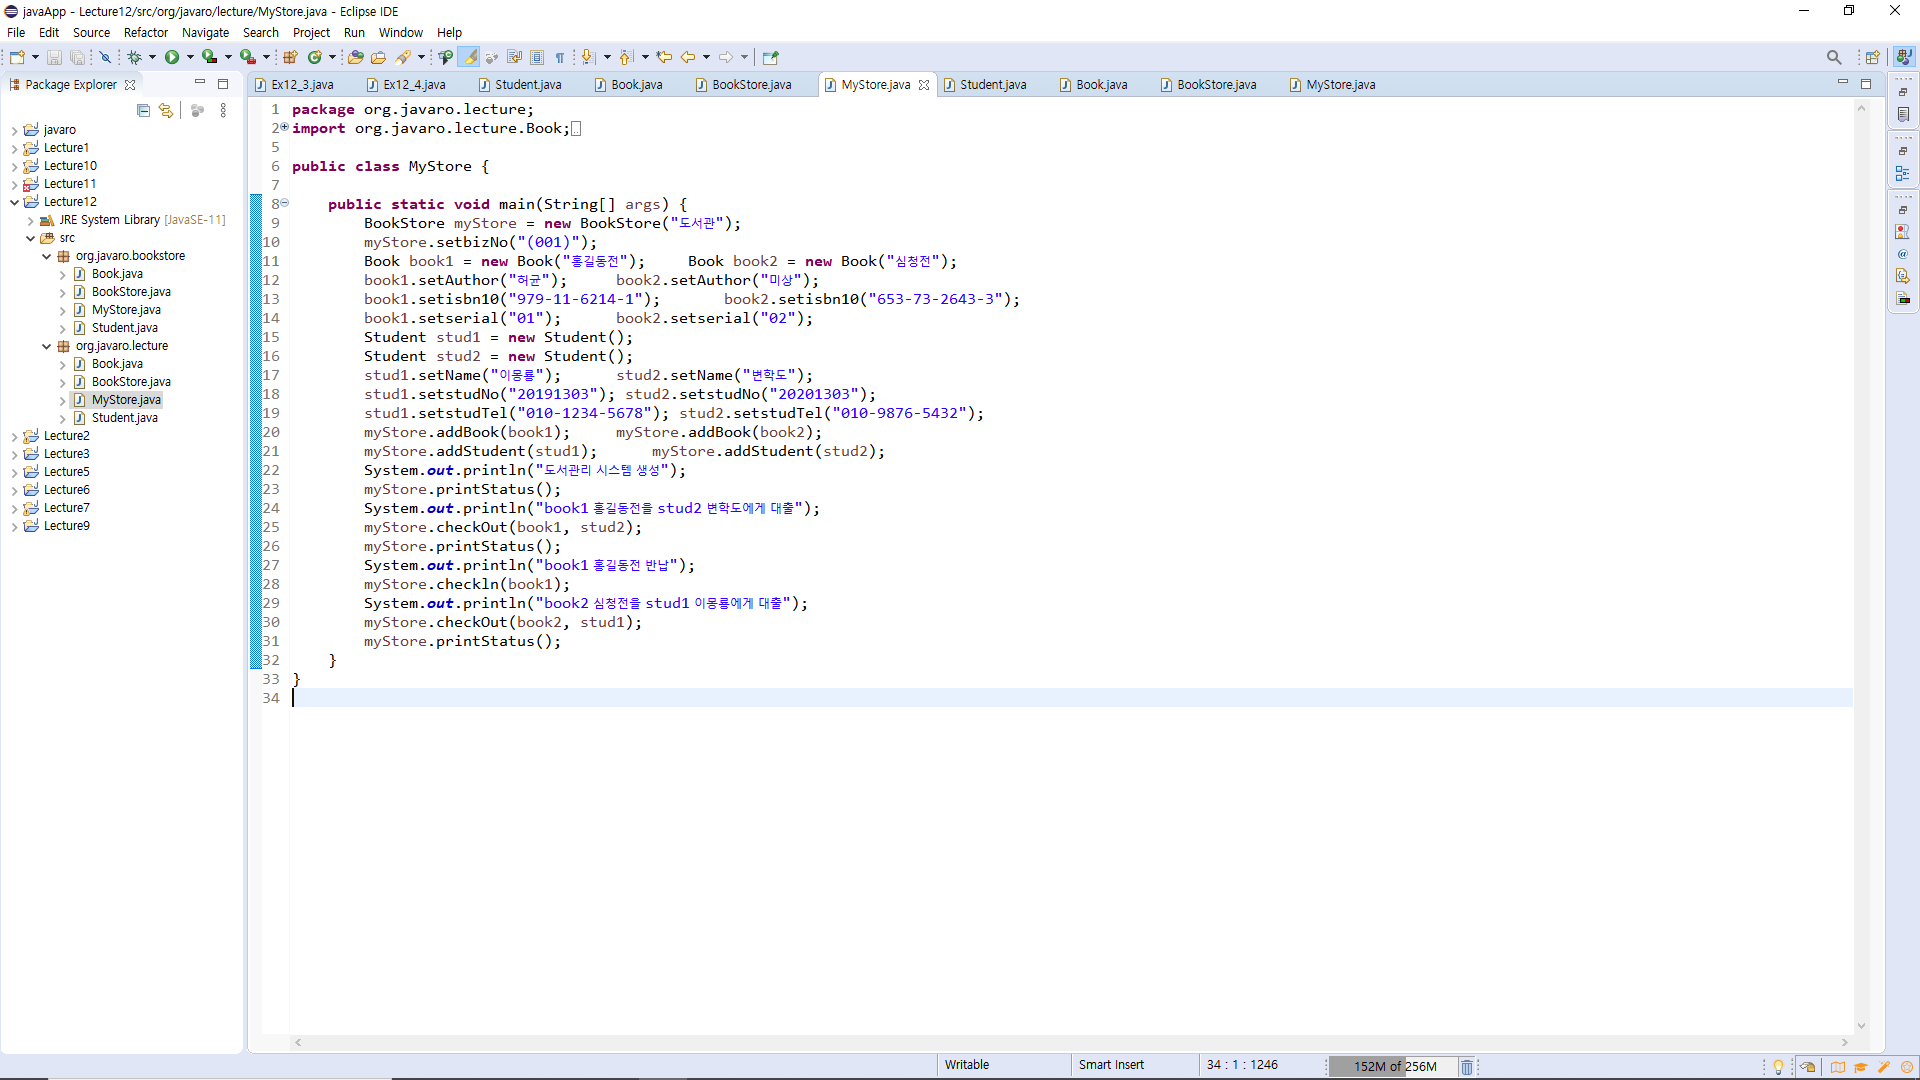 javaApp - Lecture12/src/org/javaro/lecture/MyStore.java - Eclipse IDE
File Edit Source Refactor Navigate Search Project Run Window Help
Package Explorer
Ex12_3.java Ex12_4.java Student.java Book.java BookStore.java MyStore.java Student.java Book.java BookStore.java MyStore.java
javaro
Lecture1
Lecture10
Lecture11
Lecture12
JRE System Library [JavaSE-11]
src
org.javaro.bookstore
Book.java
BookStore.java
MyStore.java
Student.java
org.javaro.lecture
Book.java
BookStore.java
MyStore.java
Student.java
Lecture2
Lecture3
Lecture5
Lecture6
Lecture7
Lecture9
1 package org.javaro.lecture;
2 import org.javaro.lecture.Book;
5
6 public class MyStore {
7
8 public static void main(String[] args) {
9 BookStore myStore = new BookStore("도서관");
10 myStore.setbizNo("(001)");
11 Book book1 = new Book("홍길동전"); Book book2 = new Book("심청전");
12 book1.setAuthor("허균"); book2.setAuthor("미상");
13 book1.setisbn10("979-11-6214-1"); book2.setisbn10("653-73-2643-3");
14 book1.setserial("01"); book2.setserial("02");
15 Student stud1 = new Student();
16 Student stud2 = new Student();
17 stud1.setName("이몽룡"); stud2.setName("변학도");
18 stud1.setstudNo("20191303"); stud2.setstudNo("20201303");
19 stud1.setstudTel("010-1234-5678"); stud2.setstudTel("010-9876-5432");
20 myStore.addBook(book1); myStore.addBook(book2);
21 myStore.addStudent(stud1); myStore.addStudent(stud2);
22 System.out.println("도서관리 시스템 생성");
23 myStore.printStatus();
24 System.out.println("book1 홍길동전을 stud2 변학도에게 대출");
25 myStore.checkOut(book1, stud2);
26 myStore.printStatus();
27 System.out.println("book1 홍길동전 반납");
28 myStore.checkln(book1);
29 System.out.println("book2 심청전을 stud1 이몽룡에게 대출");
30 myStore.checkOut(book2, stud1);
31 myStore.printStatus();
32 }
33 }
34
Writable Smart Insert 34 : 1 : 1246 152M of 256M